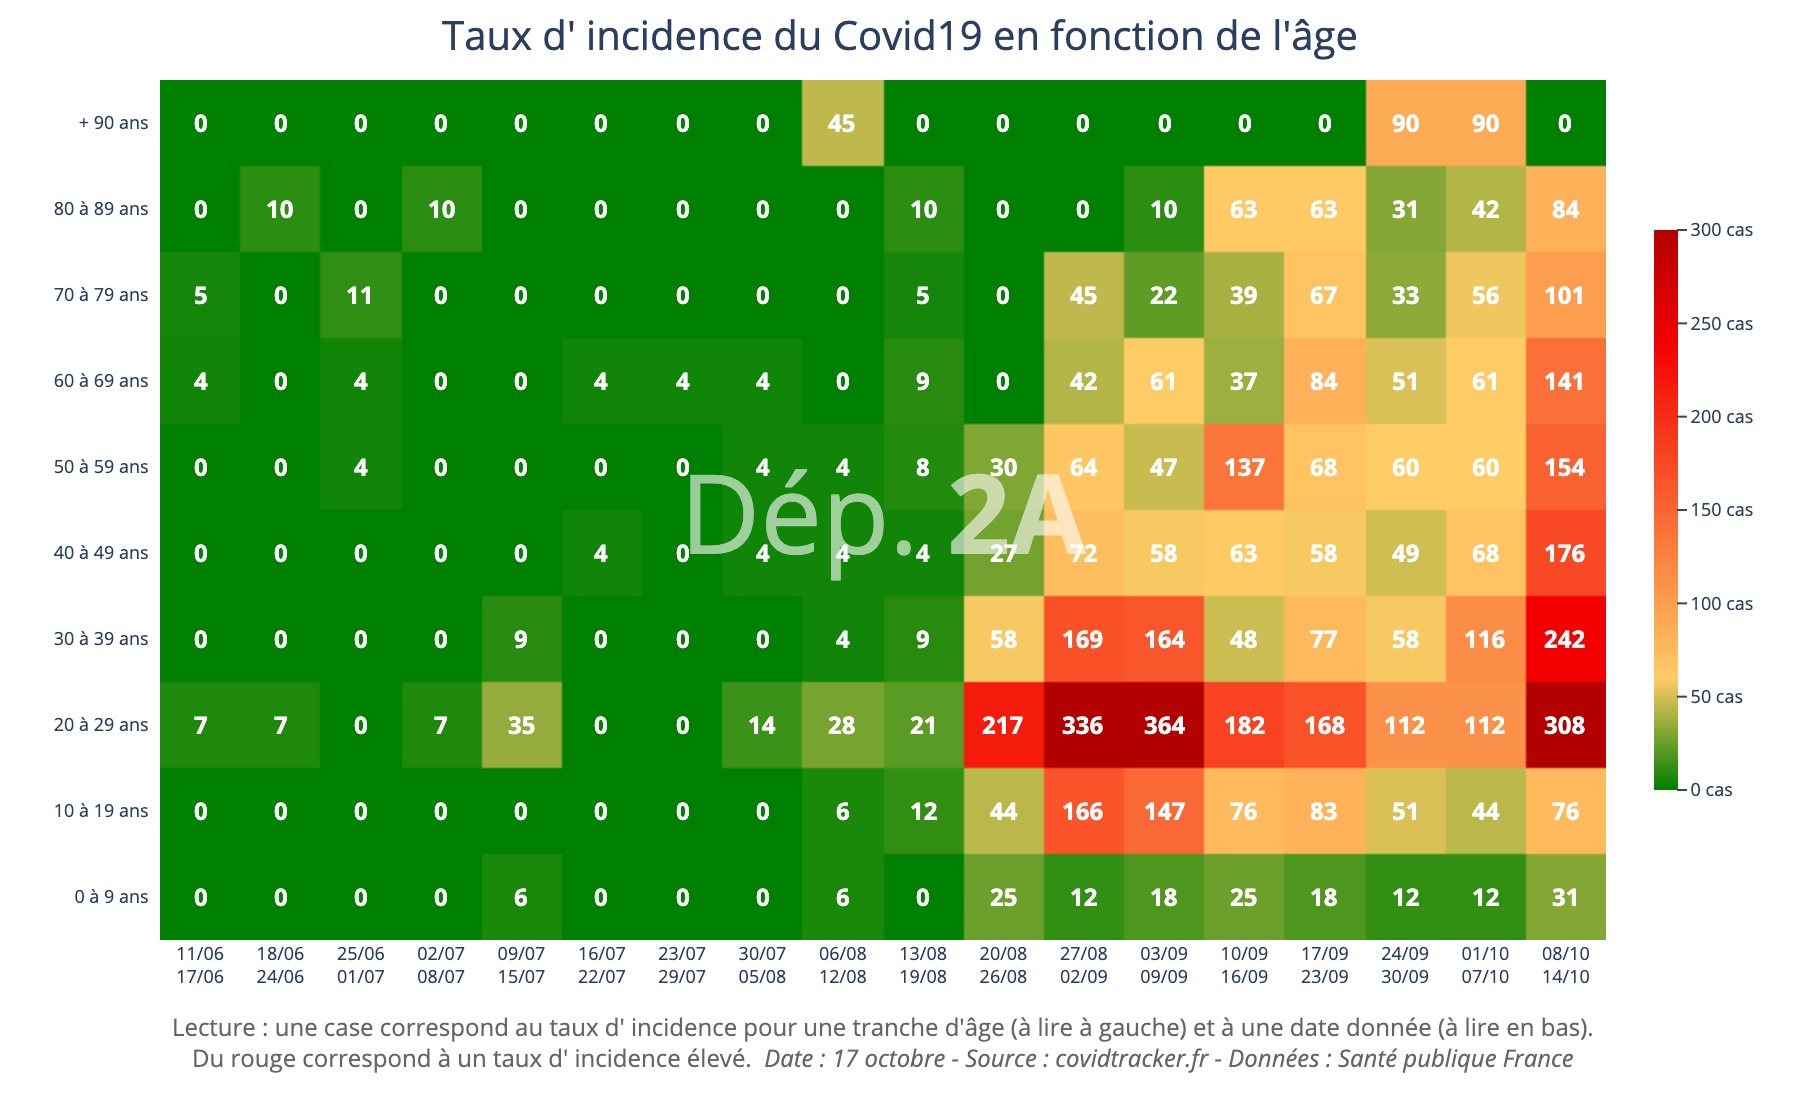 Taux d' incidence du Covid19 en fonction de l'âge
+ 90 ans 0 0 0 0 0 0 0 0 45 0 0 0 0 0 0 90 90 0
80 à 89 ans 0 10 0 10 0 0 0 0 0 10 0 0 10 63 63 31 42 84
300 cas
70 à 79 ans 5 0 11 0 0 0 0 0 0 5 0 45 22 39 67 33 56 101
250 cas
60 à 69 ans 4 0 4 0 0 4 4 4 0 9 0 42 61 37 84 51 61 141
200 cas
50 à 59 ans 0 0 4 0 0 0 0 4 4 8 30 64 47 137 68 60 60 154
Dép. 2A
150 cas
40 à 49 ans 0 0 0 0 0 4 0 4 4 4 27 72 58 63 58 49 68 176
100 cas
30 à 39 ans 0 0 0 0 9 0 0 0 4 9 58 169 164 48 77 58 116 242
50 cas
20 à 29 ans 7 7 0 7 35 0 0 14 28 21 217 336 364 182 168 112 112 308
0 cas
10 à 19 ans 0 0 0 0 0 0 0 0 6 12 44 166 147 76 83 51 44 76
0 à 9 ans 0 0 0 0 6 0 0 0 6 0 25 12 18 25 18 12 12 31
11/06 18/06 25/06 02/07 09/07 16/07 23/07 30/07 06/08 13/08 20/08 27/08 03/09 10/09 17/09 24/09 01/10 08/10
17/06 24/06 01/07 08/07 15/07 22/07 29/07 05/08 12/08 19/08 26/08 02/09 09/09 16/09 23/09 30/09 07/10 14/10
Lecture : une case correspond au taux d' incidence pour une tranche d'âge (à lire à gauche) et à une date donnée (à lire en bas).
Du rouge correspond à un taux d' incidence élevé. Date : 17 octobre - Source : covidtracker.fr - Données : Santé publique France